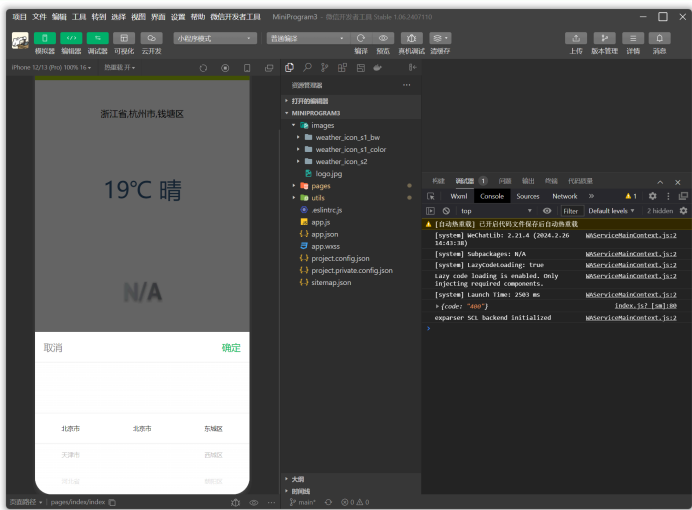 项目 文件 编辑 工具 转到 选择 视图 界面 设置 帮助 微信开发者工具 MiniProgram3 - 微信开发者工具 Stable 1.06.2407110
小程序模式 普通编译
模拟器 编辑器 调试器 可视化 云开发 编译 预览 真机调试 清缓存 上传 版本管理 详情 消息
iPhone 12/13 (Pro) 100% 16 热重载 开
浙江省,杭州市,钱塘区
19℃ 晴
N/A
取消 确定
北京市 北京市 东城区
天津市 西城区
页面路径 pages/index/index
资源管理器
打开的编辑器
MINIPROGRAM3
images
weather_icon_s1_bw
weather_icon_s1_color
weather_icon_s2
logo.jpg
pages
utils
.eslintrc.js
app.js
app.json
app.wxss
project.config.json
project.private.config.json
sitemap.json
大纲
时间线
main* 0 0
构建 调试器 1 问题 输出 终端 代码质量
Wxml Console Sources Network » 1
top Filter Default levels 2 hidden
[自动热重载] 已开启代码文件保存后自动热重载
[system] WeChatLib: 2.21.4 (2024.2.26 14:43:38) WAServiceMainContext.js:2
[system] Subpackages: N/A WAServiceMainContext.js:2
[system] LazyCodeLoading: true WAServiceMainContext.js:2
Lazy code loading is enabled. Only injecting required components. WAServiceMainContext.js:2
[system] Launch Time: 2503 ms WAServiceMainContext.js:2
{code: "400"} index.js? [sm]:80
exparser SCL backend initialized WAServiceMainContext.js:2